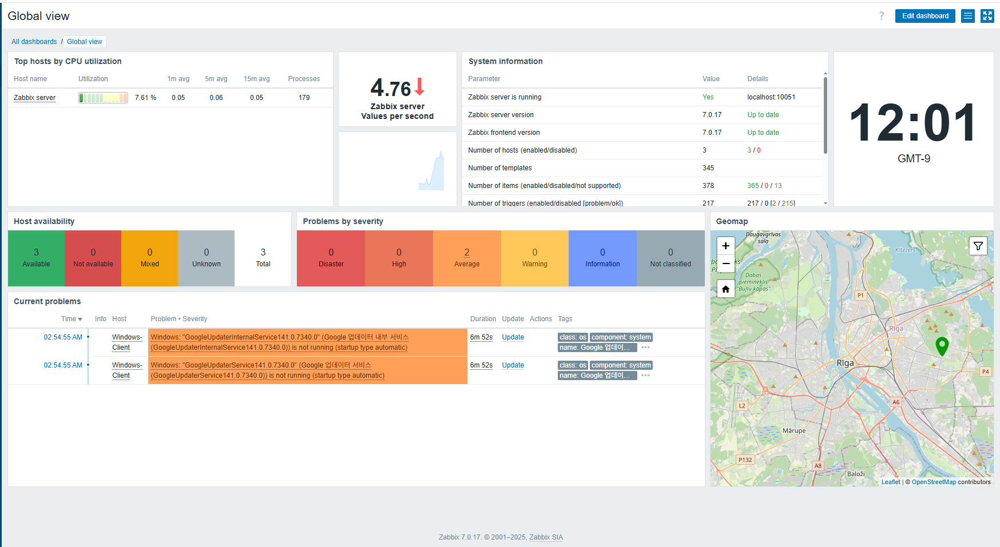 Global view
? Edit dashboard
All dashboards / Global view
Top hosts by CPU utilization
Host name Utilization 1m avg 5m avg 15m avg Processes
Zabbix server 7.61 % 0.05 0.06 0.05 179
4.76
Zabbix server
Values per second
System information
Parameter Value Details
Zabbix server is running Yes localhost:10051
Zabbix server version 7.0.17 Up to date
Zabbix frontend version 7.0.17 Up to date
Number of hosts (enabled/disabled) 3 3 / 0
Number of templates 345
Number of items (enabled/disabled/not supported) 378 365 / 0 / 13
Number of triggers (enabled/disabled [problem/ok]) 217 217 / 0 [2 / 215]
12:01
GMT-9
Host availability
3 0 0 0 3
Available Not available Mixed Unknown Total
Problems by severity
0 0 2 0 0 0
Disaster High Average Warning Information Not classified
Current problems
Time Info Host Problem • Severity Duration Update Actions Tags
02:54:55 AM Windows- Windows: "GoogleUpdaterInternalService141.0.7340.0" (Google 업데이터 내부 서비스 6m 52s Update class: os component: system
Client (GoogleUpdaterInternalService141.0.7340.0)) is not running (startup type automatic) name: Google 업데이... •••
02:54:55 AM Windows- Windows: "GoogleUpdaterService141.0.7340.0" (Google 업데이터 서비스 6m 52s Update class: os component: system
Client (GoogleUpdaterService141.0.7340.0)) is not running (startup type automatic) name: Google 업데이... •••
Geomap
+
−
Daugavgrīvas
sala
Ķīšezers
Dabas
piemineklis
"Buļļu kāpas"
P1
Rīga
Rīga
P4
L2
A6
Mārupe
P132
A8
Baloži
Leaflet | © OpenStreetMap contributors
Zabbix 7.0.17. © 2001–2025, Zabbix SIA